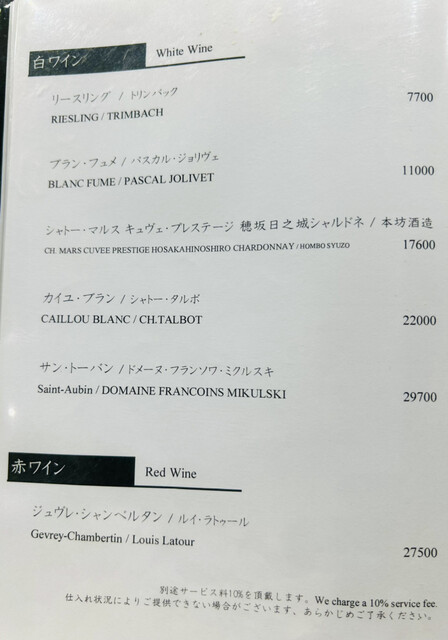 白ワイン White Wine
リースリング / トリンバック 7700
RIESLING / TRIMBACH
ブラン・フュメ / パスカル・ジョリヴェ
BLANC FUME / PASCAL JOLIVET 11000
シャトー・マルス キュヴェ・プレステージ 穂坂日之城シャルドネ / 本坊酒造
CH. MARS CUVEE PRESTIGE HOSAKAHINOSHIRO CHARDONNAY / HOMBO SYUZO 17600
カイユ・ブラン / シャトー・タルボ
CAILLOU BLANC / CH.TALBOT 22000
サン・トーバン / ドメーヌ・フランソワ・ミクルスキ
Saint-Aubin / DOMAINE FRANCOINS MIKULSKI 29700
赤ワイン Red Wine
ジュヴレ・シャンベルタン / ルイ・ラトゥール
Gevrey-Chambertin / Louis Latour 27500
別途サービス料10%を頂戴します。We charge a 10% service fee.
仕入れ状況によりご提供できない場合がございます、あらかじめご了承ください。